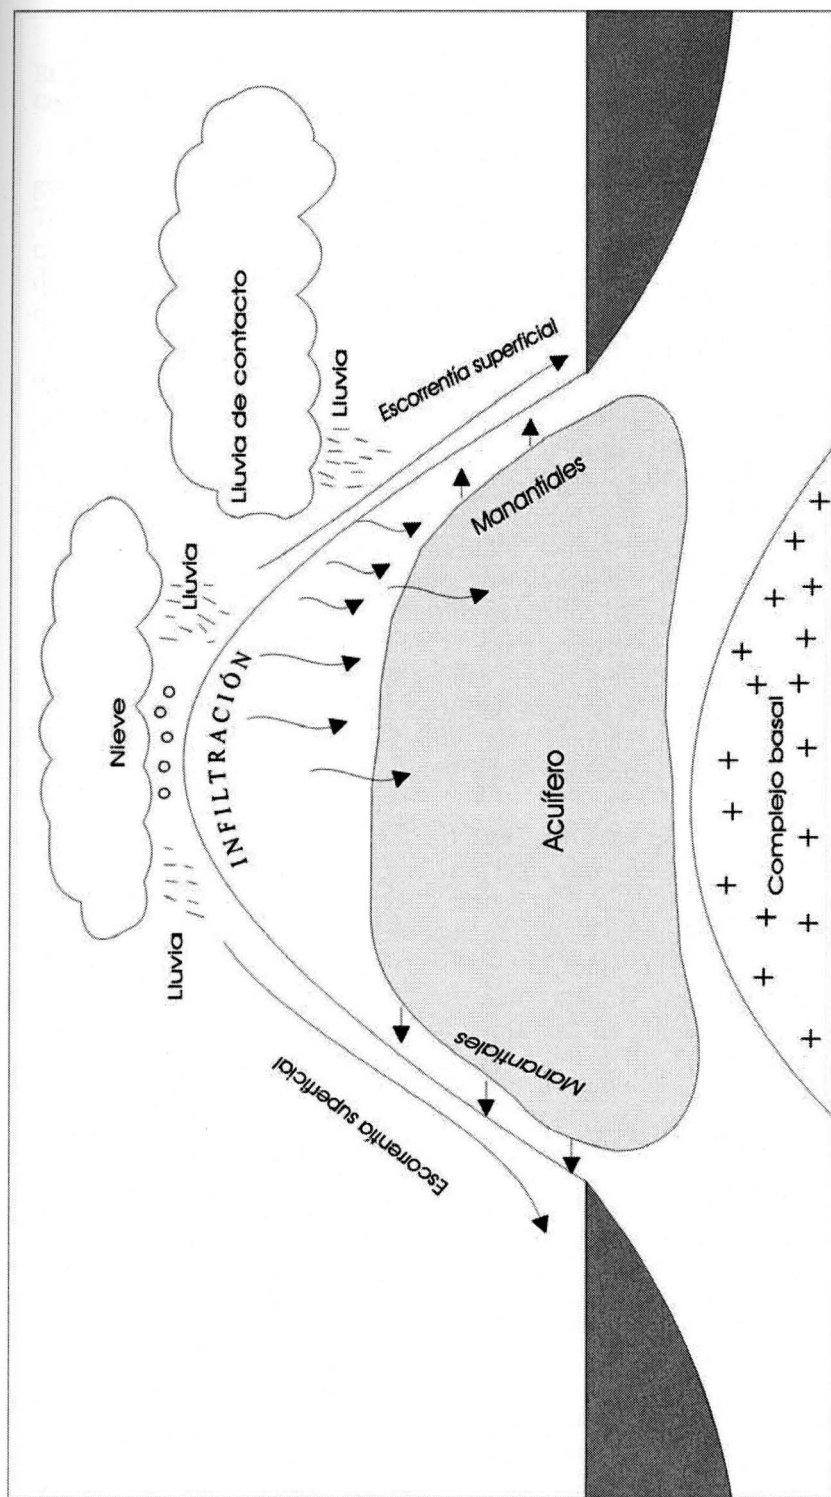 Nieve
Lluvia
Lluvia
Lluvia de contacto
Lluvia
INFILTRACIÓN
Escorrentía superficial
Escorrentía superficial
Manantiales
Manantiales
Acuífero
Complejo basal